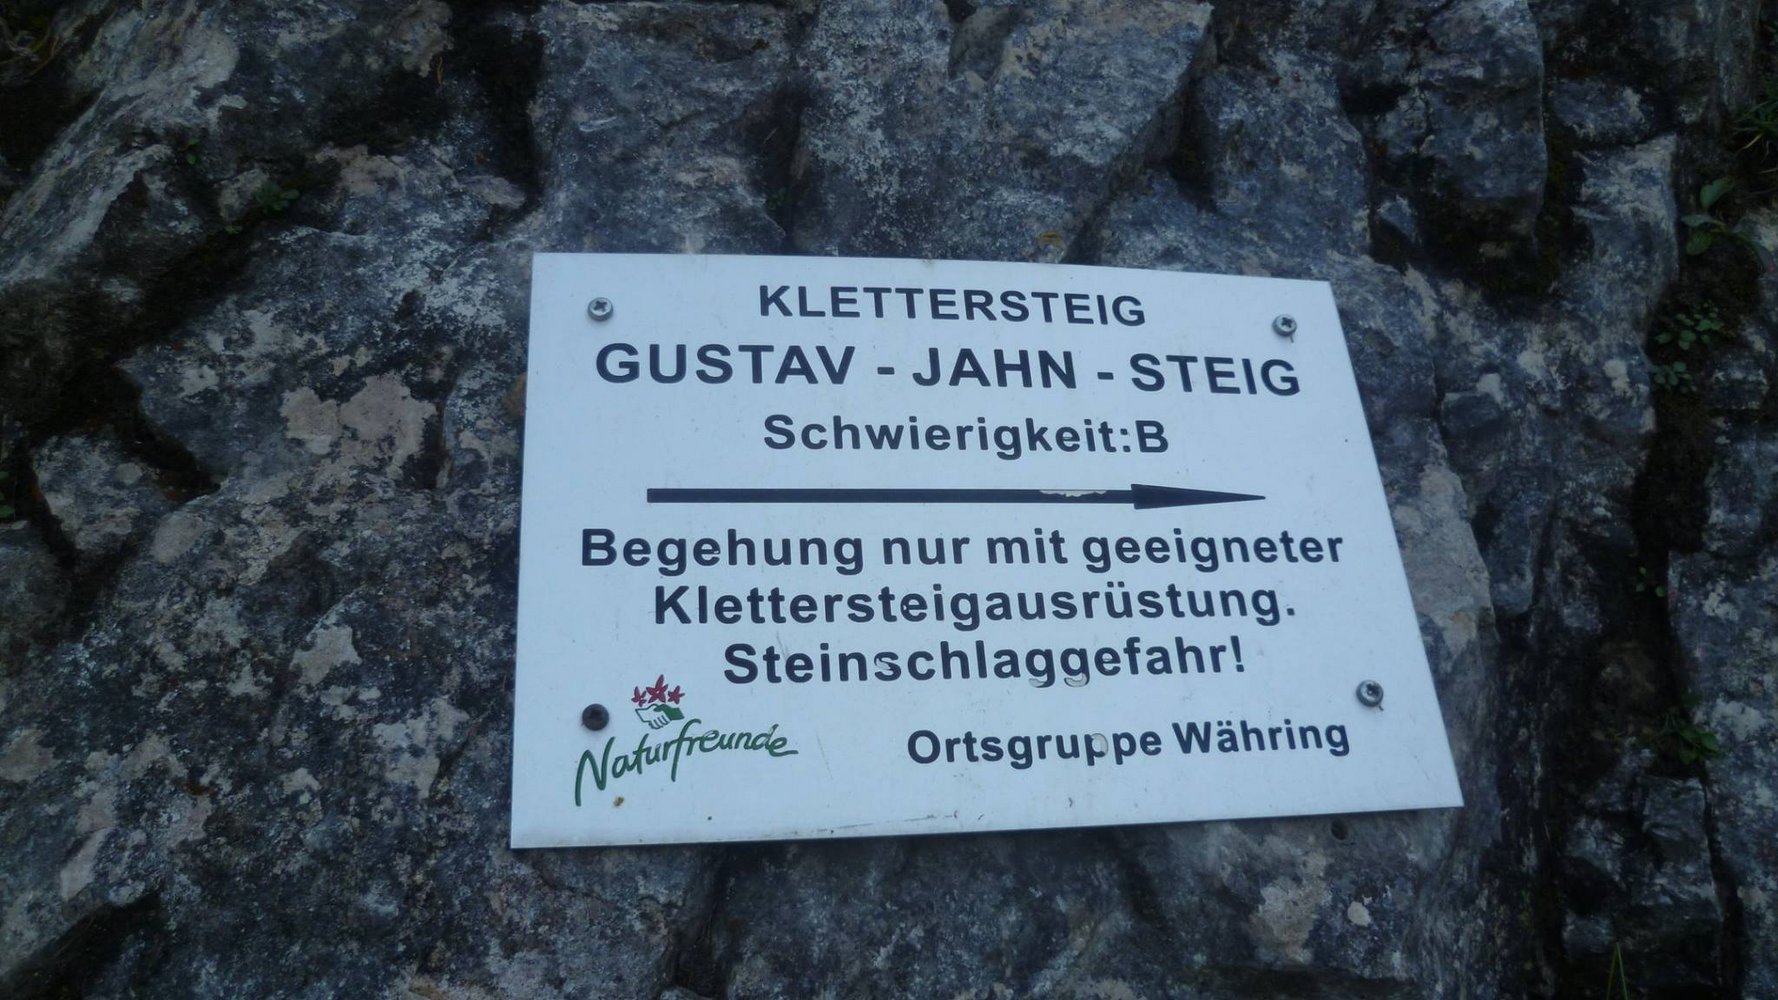 KLETTERSTEIG
GUSTAV - JAHN - STEIG
Schwierigkeit:B
Begehung nur mit geeigneter
Klettersteigausrüstung.
Steinschlaggefahr!
Naturfreunde
Ortsgruppe Währing